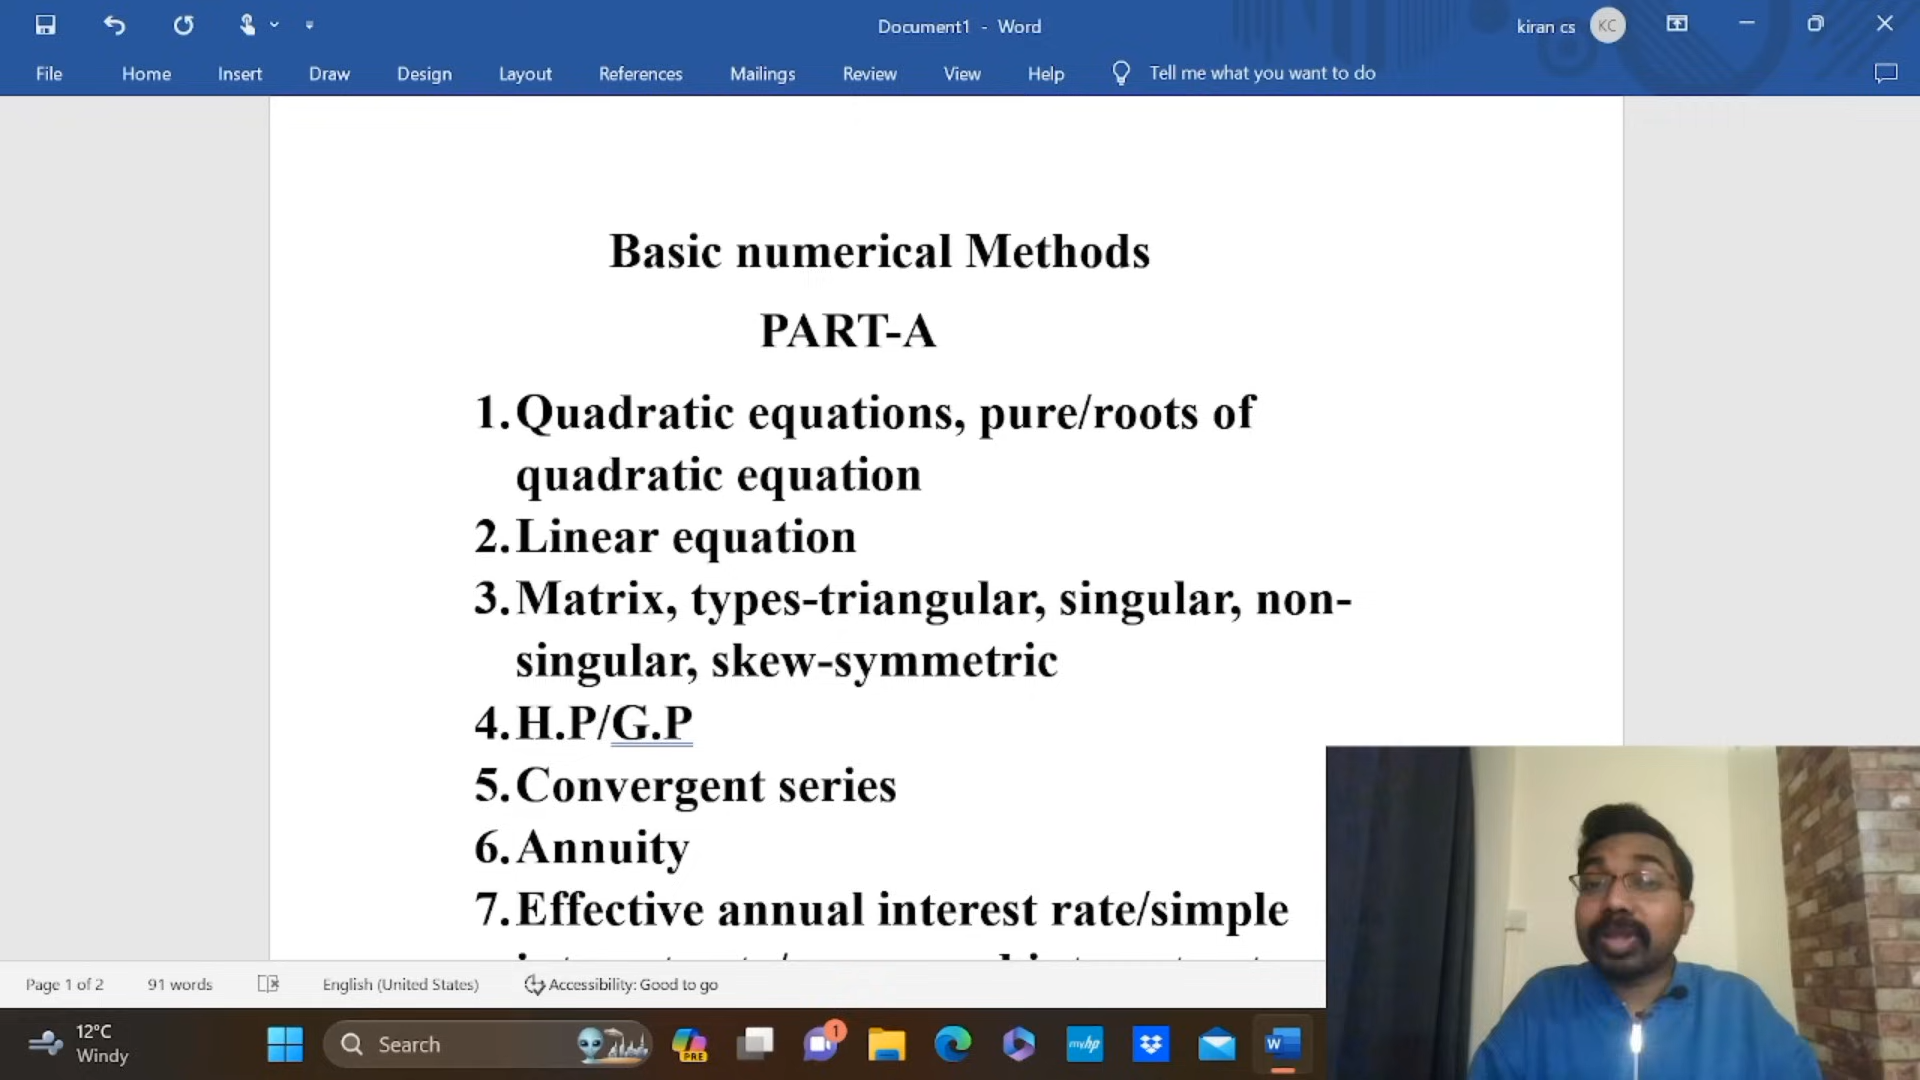 Document1 - Word
kiran cs
KC
File Home Insert Draw Design Layout References Mailings Review View Help Tell me what you want to do
Basic numerical Methods
PART-A
1.Quadratic equations, pure/roots of
quadratic equation
2.Linear equation
3.Matrix, types-triangular, singular, non-
singular, skew-symmetric
4.H.P/G.P
5.Convergent series
6.Annuity
7.Effective annual interest rate/simple
Page 1 of 2 91 words English (United States) Accessibility: Good to go
12°C
Windy
Search
PRE
1
myhp
W